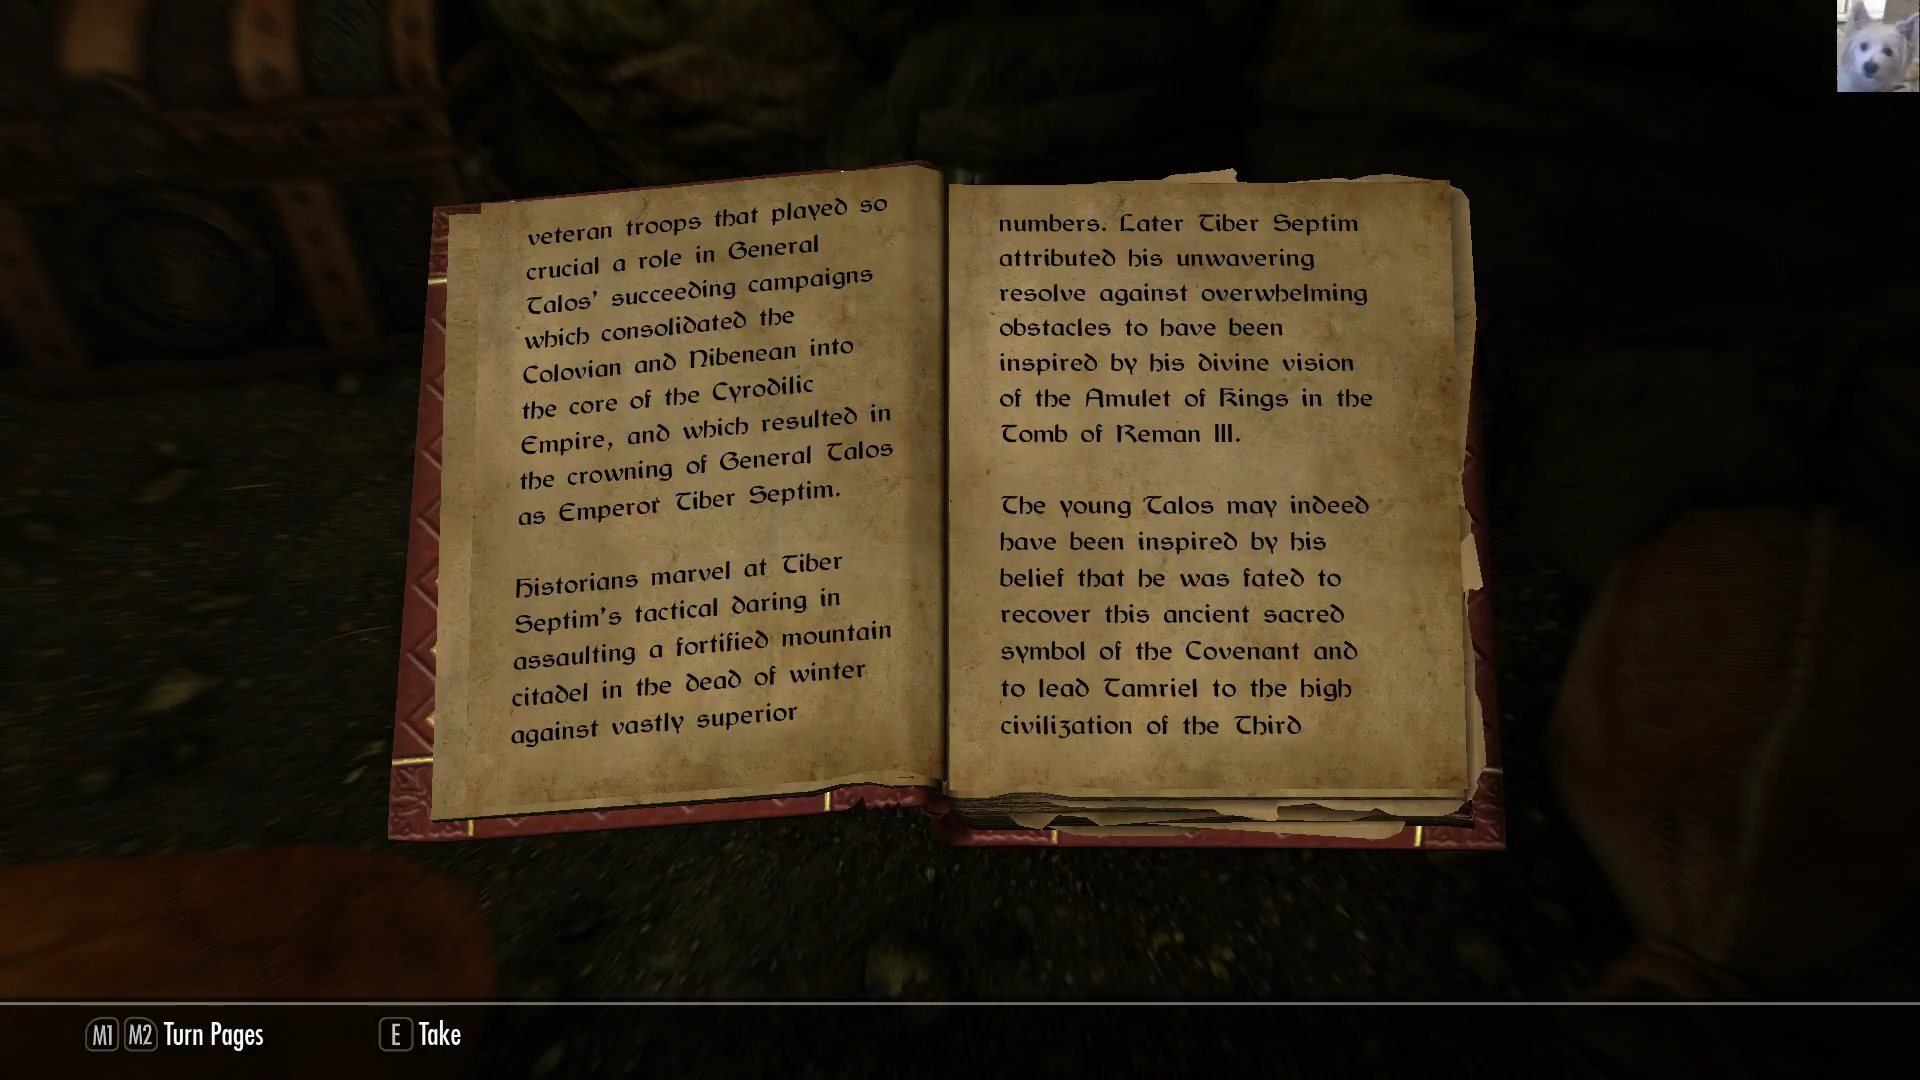 veteran troops that played so
crucial a role in General
Talos' succeeding campaigns
which consolidated the
Colovian and Nibenean into
the core of the Cyrodilic
Empire, and which resulted in
the crowning of General Talos
as Emperor Tiber Septim.
Historians marvel at Tiber
Septim's tactical daring in
assaulting a fortified mountain
citadel in the dead of winter
against vastly superior
numbers. Later Tiber Septim
attributed his unwavering
resolve against overwhelming
obstacles to have been
inspired by his divine vision
of the Amulet of Kings in the
Tomb of Reman III.
The young Talos may indeed
have been inspired by his
belief that he was fated to
recover this ancient sacred
symbol of the Covenant and
to lead Tamriel to the high
civilization of the Third
M1 M2 Turn Pages
E Take